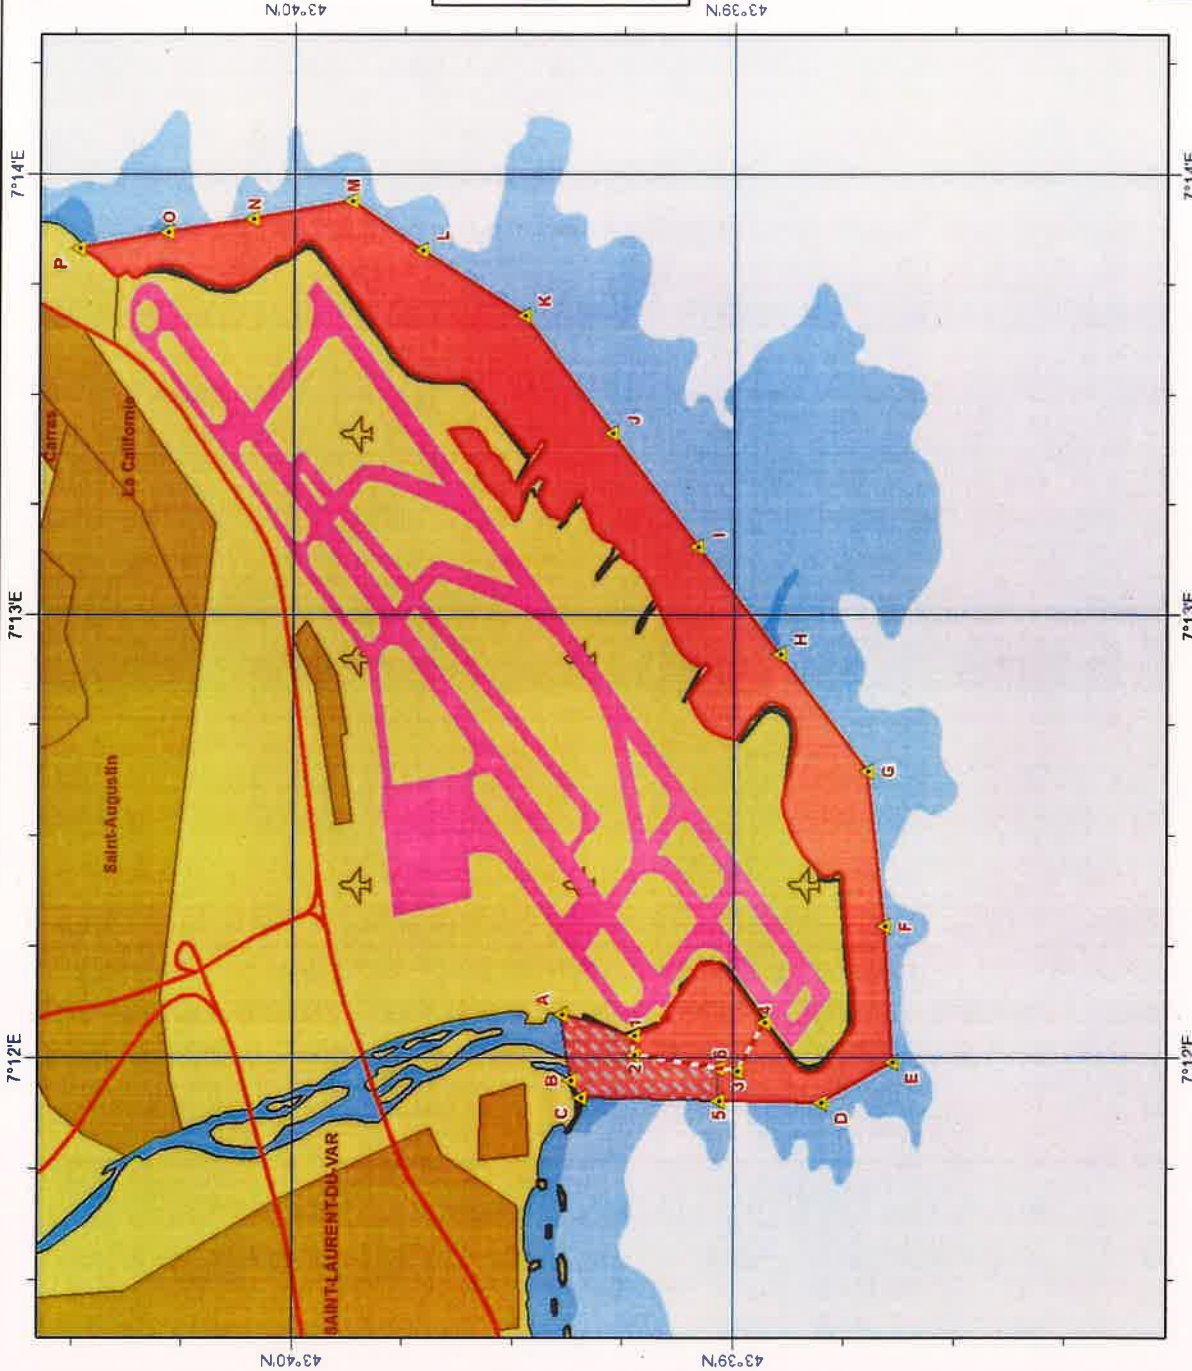 43°40'N
43°39'N
7°14'E
7°14'E
P
O
N
M
L
K
Carras
La Californie
J
I
7°13'E
7°13'E
H
Saint-Augustin
G
F
A
1
4
7°12'E
7°12'E
2
6
3
B
C
5
E
D
SAINT-LAURENT-DU-VAR
43°40'N
43°39'N